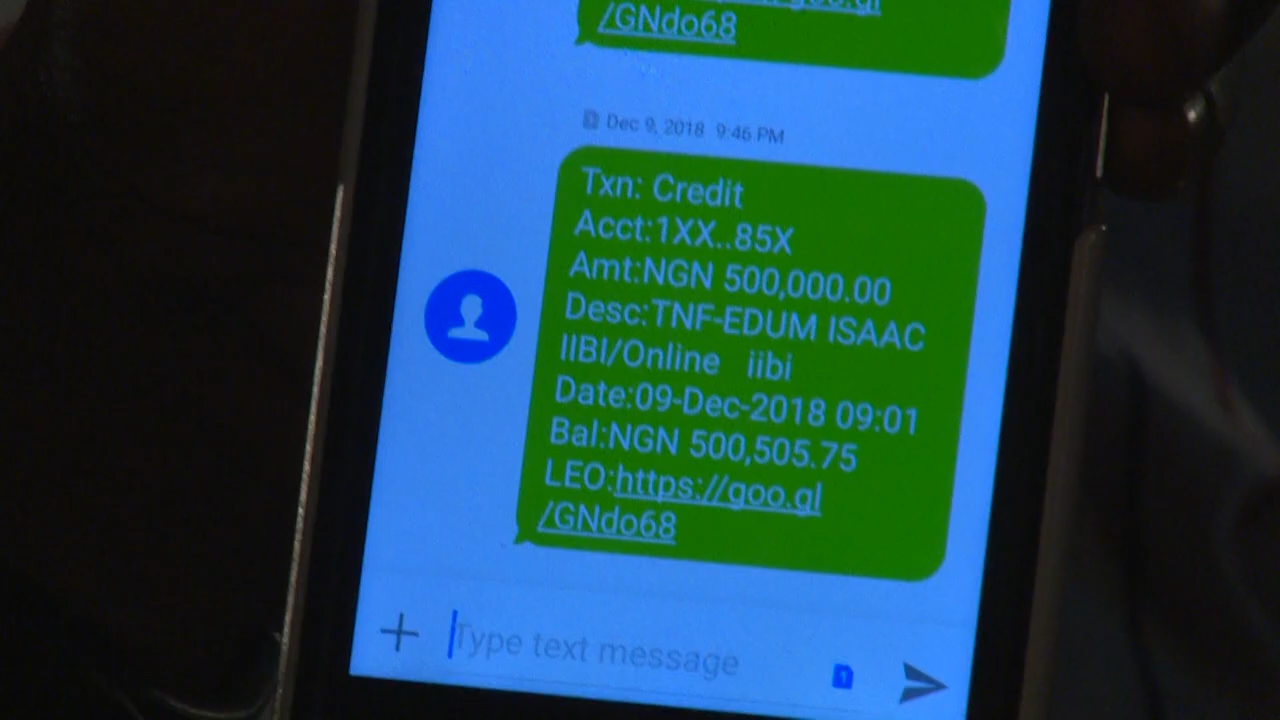 /GNdo68
Dec 9, 2018 9:46 PM
Txn: Credit
Acct:1XX..85X
Amt:NGN 500,000.00
Desc:TNF-EDUM ISAAC
IIBI/Online iibi
Date:09-Dec-2018 09:01
Bal:NGN 500,505.75
LEO:https://goo.gl
/GNdo68
Type text message
1